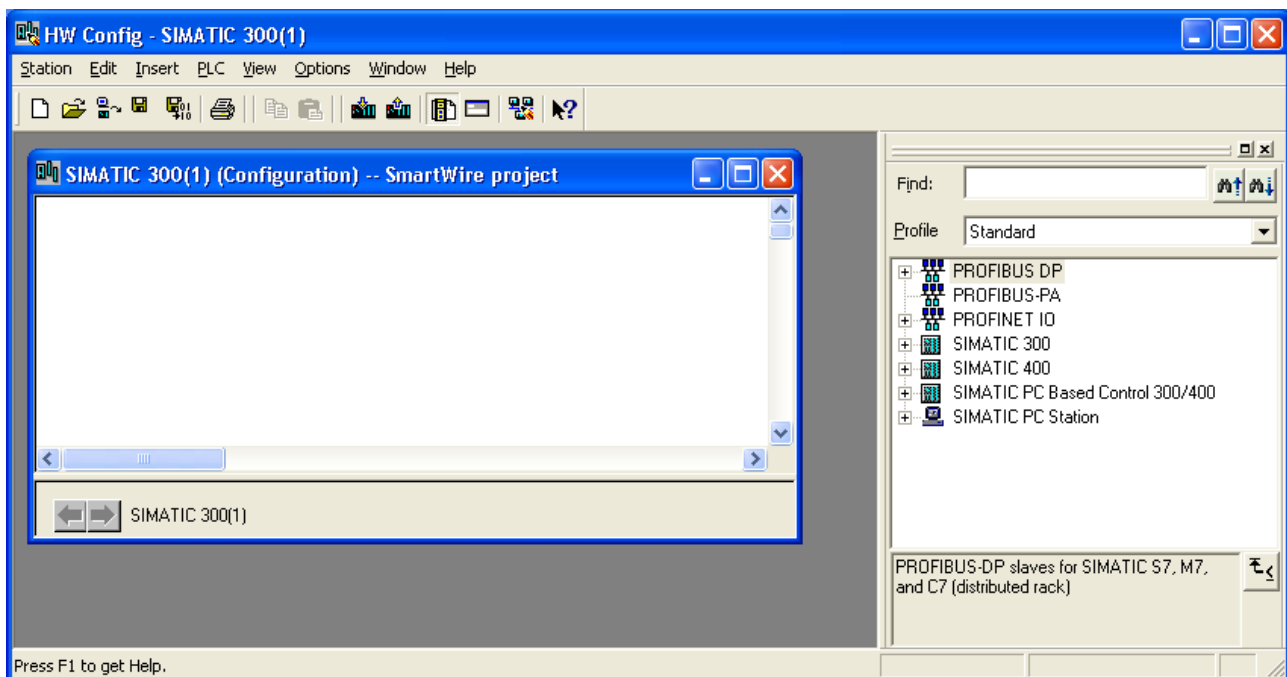 HW Config - SIMATIC 300(1)
Station Edit Insert PLC View Options Window Help
SIMATIC 300(1) (Configuration) -- SmartWire project
SIMATIC 300(1)
Find:
Profile Standard
PROFIBUS DP
PROFIBUS-PA
PROFINET IO
SIMATIC 300
SIMATIC 400
SIMATIC PC Based Control 300/400
SIMATIC PC Station
PROFIBUS-DP slaves for SIMATIC S7, M7,
and C7 (distributed rack)
Press F1 to get Help.